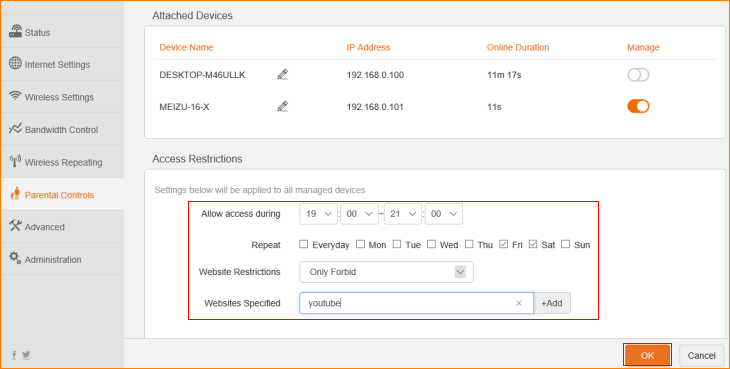 Attached Devices
Status
Device Name IP Address Online Duration Manage
Internet Settings
DESKTOP-M46ULLK 192.168.0.100 11m 17s
Wireless Settings
MEIZU-16-X 192.168.0.101 11s
Bandwidth Control
Wireless Repeating
Access Restrictions
Parental Controls
Settings below will be applied to all managed devices
Allow access during 19 : 00 ~ 21 : 00
Advanced
Repeat Everyday Mon Tue Wed Thu Fri Sat Sun
Administration
Website Restrictions Only Forbid
Websites Specified youtube × +Add
OK Cancel